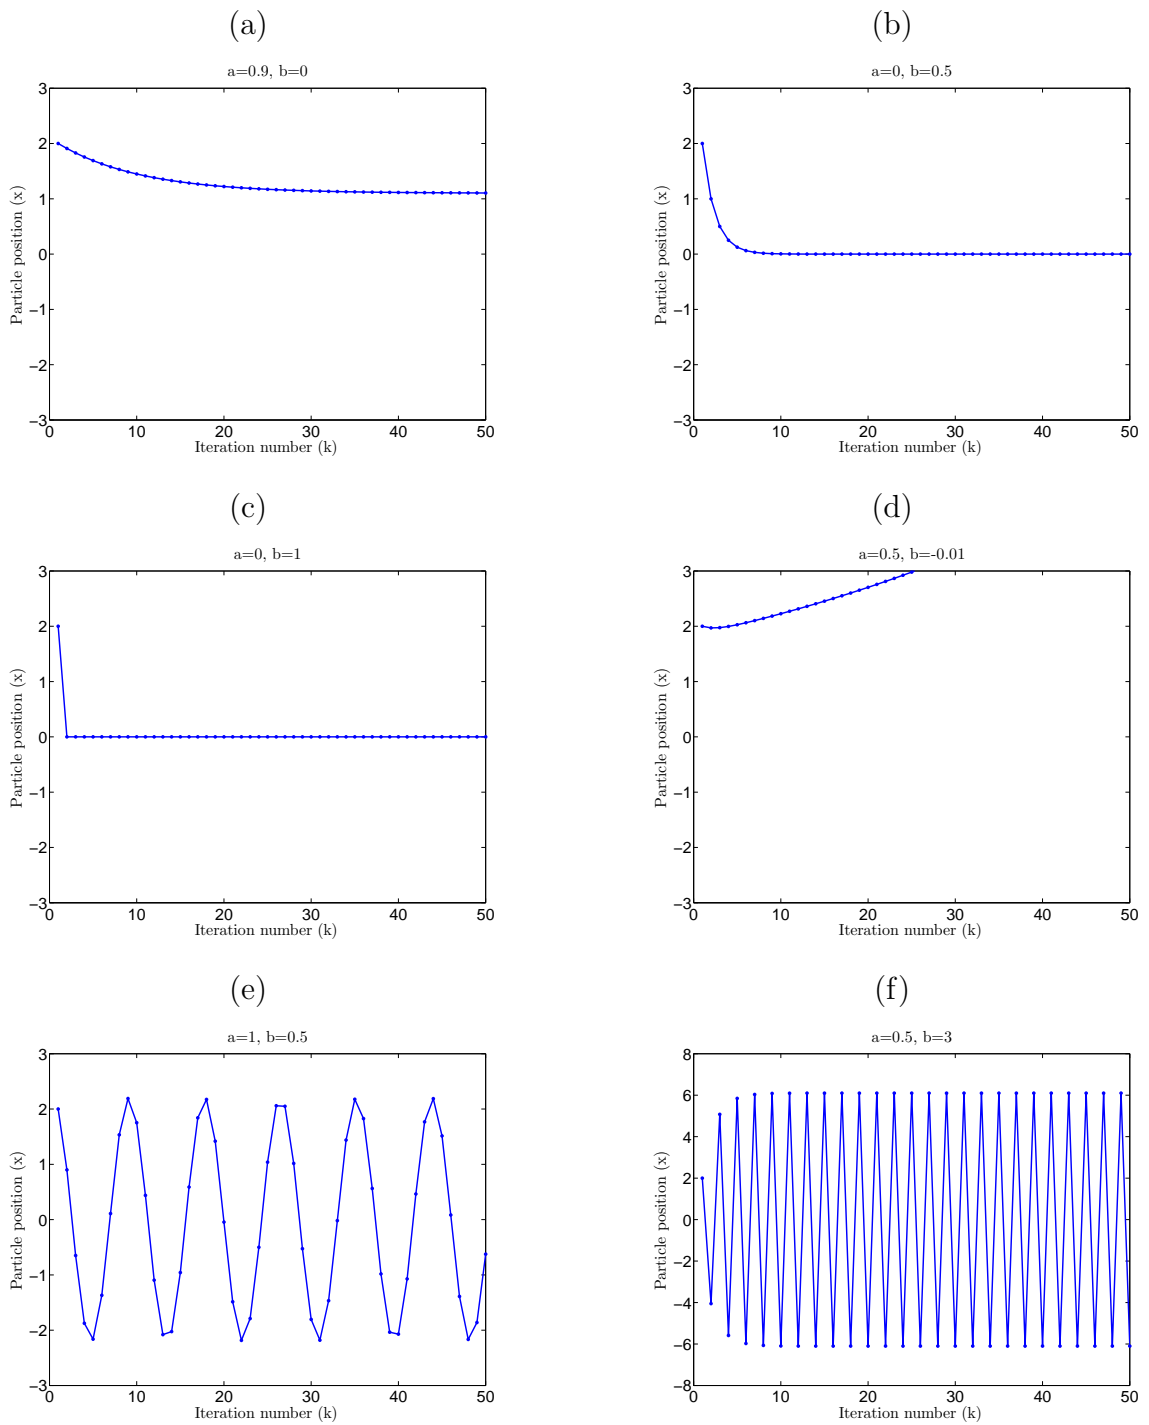 (a)
a=0.9, b=0
3
2
1
0
−1
−2
−3
0 10 20 30 40 50
Particle position (x)
Iteration number (k)
(b)
a=0, b=0.5
3
2
1
0
−1
−2
−3
0 10 20 30 40 50
Particle position (x)
Iteration number (k)
(c)
a=0, b=1
3
2
1
0
−1
−2
−3
0 10 20 30 40 50
Particle position (x)
Iteration number (k)
(d)
a=0.5, b=-0.01
3
2
1
0
−1
−2
−3
0 10 20 30 40 50
Particle position (x)
Iteration number (k)
(e)
a=1, b=0.5
3
2
1
0
−1
−2
−3
0 10 20 30 40 50
Particle position (x)
Iteration number (k)
(f)
a=0.5, b=3
8
6
4
2
0
−2
−4
−6
−8
0 10 20 30 40 50
Particle position (x)
Iteration number (k)